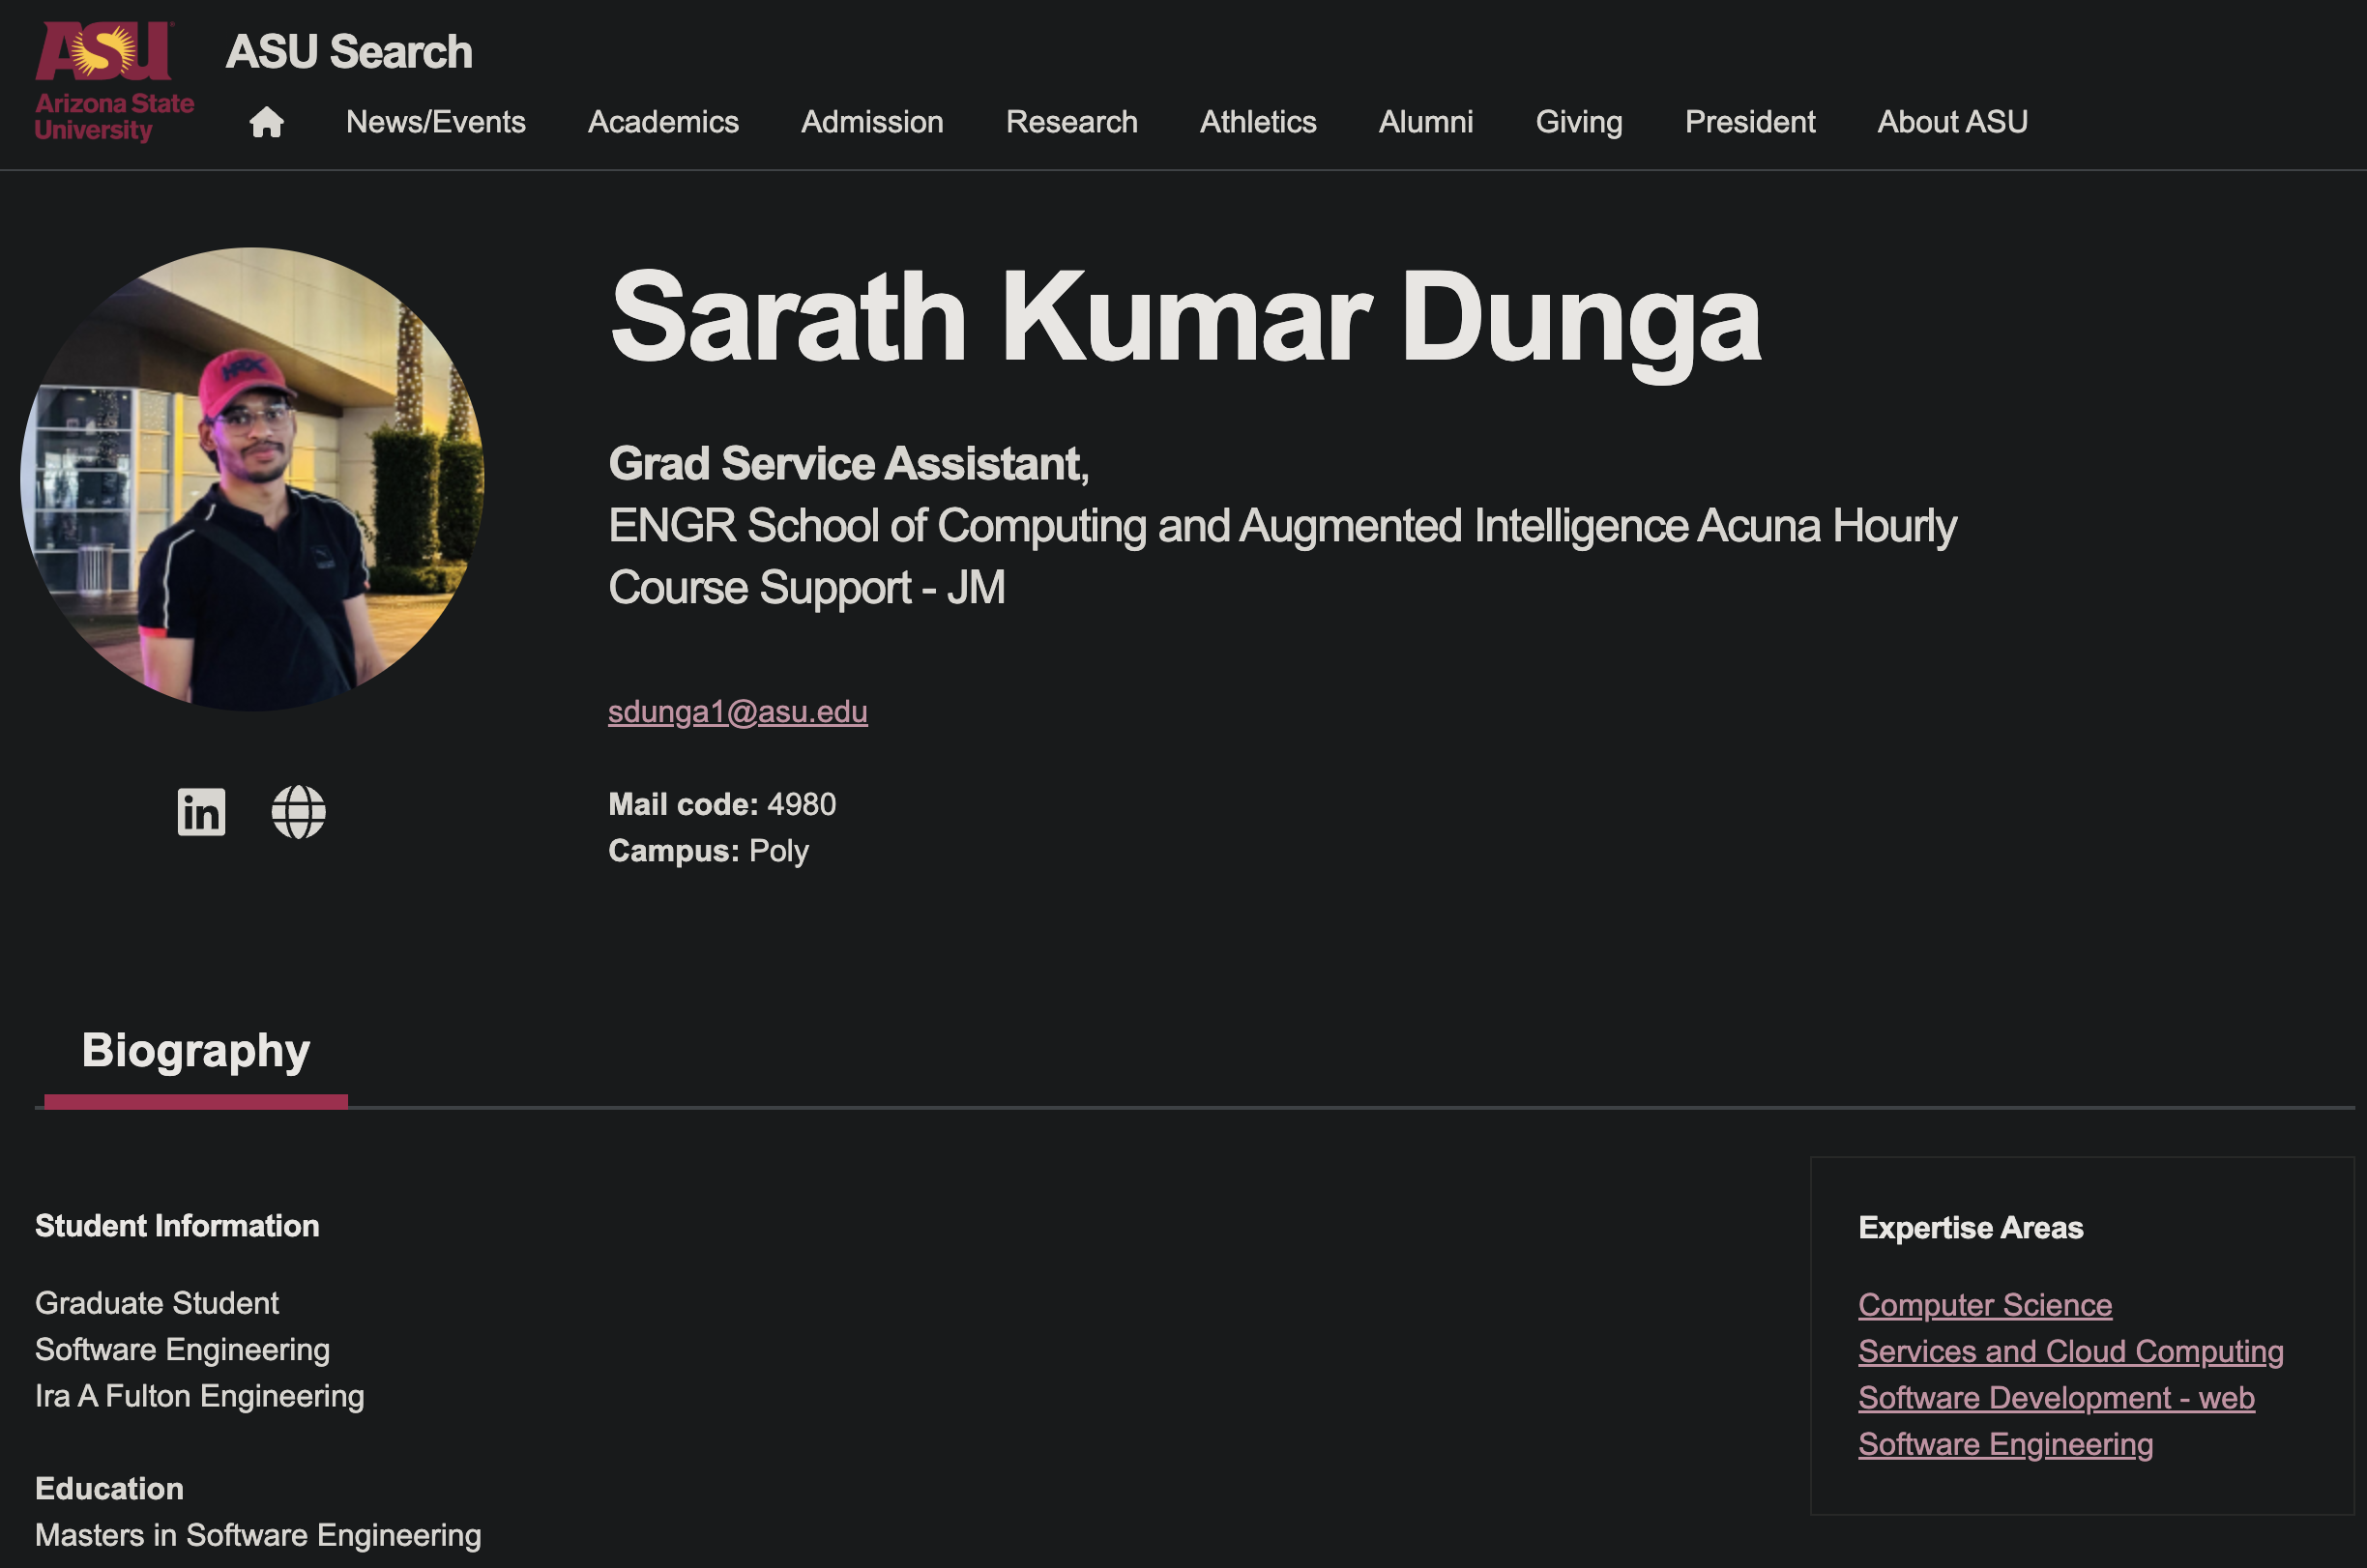 ASU
Arizona State
University
ASU Search
News/Events Academics Admission Research Athletics Alumni Giving President About ASU
HRX
Sarath Kumar Dunga
Grad Service Assistant,
ENGR School of Computing and Augmented Intelligence Acuna Hourly
Course Support - JM
sdunga1@asu.edu
in
Mail code: 4980
Campus: Poly
Biography
Student Information
Graduate Student
Software Engineering
Ira A Fulton Engineering
Education
Masters in Software Engineering
Expertise Areas
Computer Science
Services and Cloud Computing
Software Development - web
Software Engineering